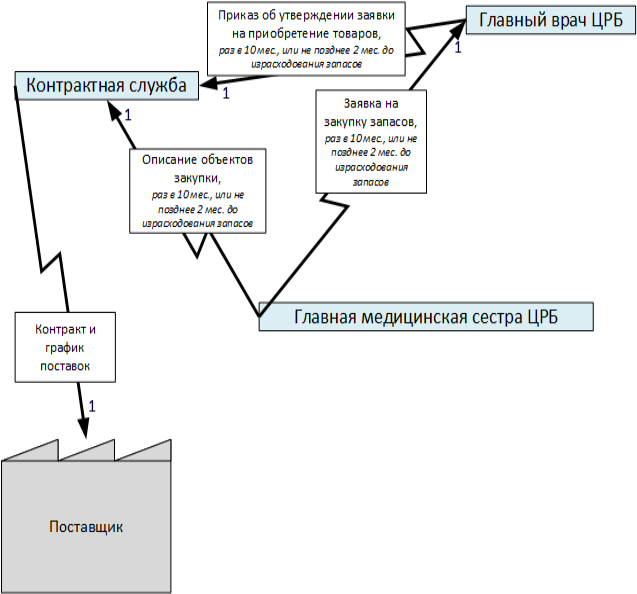 Приказ об утверждении заявки
на приобретение товаров,
раз в 10 мес., или не позднее 2 мес. до
израсходования запасов
Главный врач ЦРБ
1
Контрактная служба
1
Заявка на
закупку запасов,
раз в 10 мес., или не
позднее 2 мес. до
израсходования
запасов
1
Описание объектов
закупки,
раз в 10 мес., или не
позднее 2 мес. до
израсходования запасов
Главная медицинская сестра ЦРБ
Контракт и
график
поставок
1
Поставщик